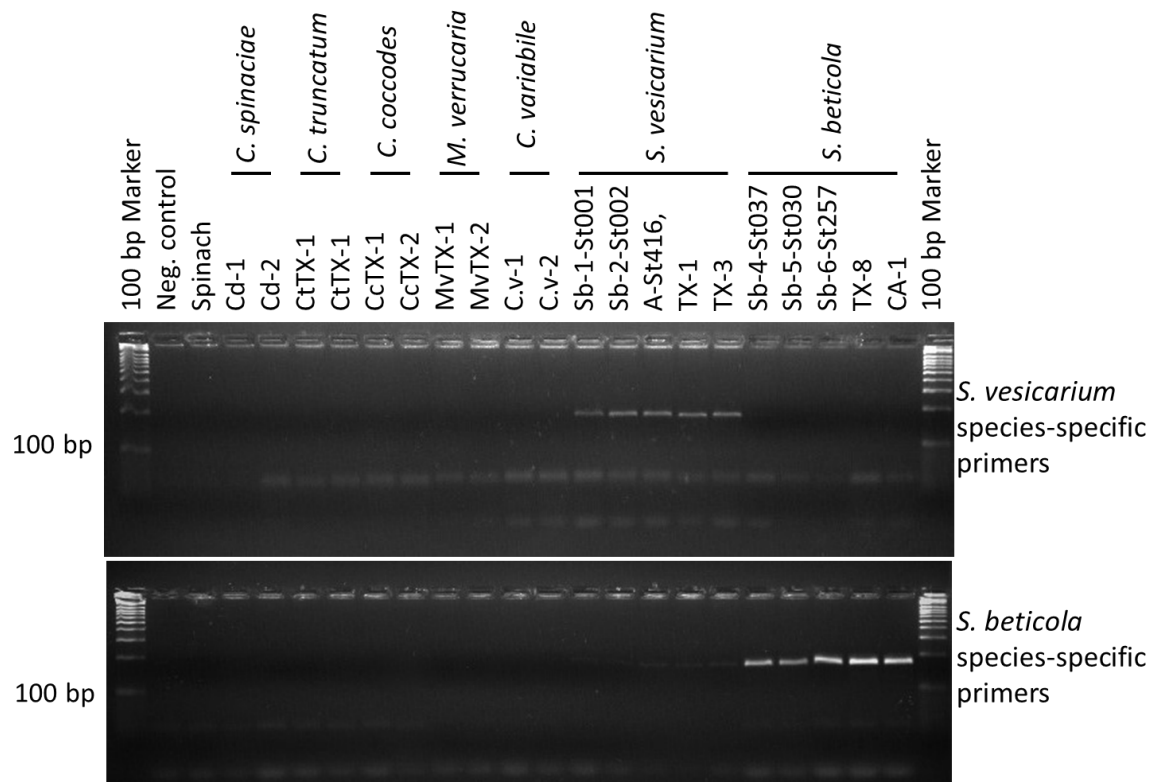 C. spinaciae
C. truncatum
C. coccodes
M. verrucaria
C. variabile
S. vesicarium
S. beticola
100 bp Marker
Neg. control
Spinach
Cd-1
Cd-2
CtTX-1
CtTX-1
CcTX-1
CcTX-2
MvTX-1
MvTX-2
C.v-1
C.v-2
Sb-1-St001
Sb-2-St002
A-St416,
TX-1
TX-3
Sb-4-St037
Sb-5-St030
Sb-6-St257
TX-8
CA-1
100 bp Marker
100 bp
S. vesicarium
species-specific
primers
100 bp
S. beticola
species-specific
primers